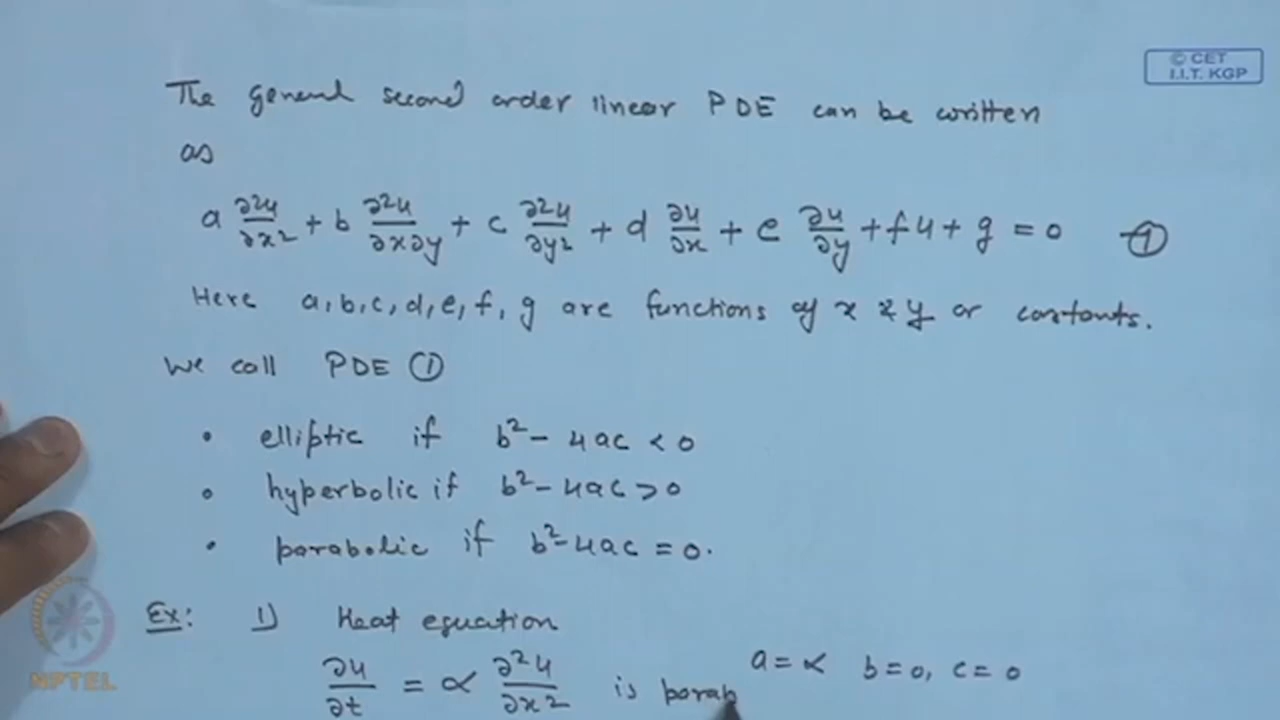 © CET
I.I.T. KGP
The general second order linear PDE can be written
as
a ∂²u/∂x² + b ∂²u/∂x∂y + c ∂²u/∂y² + d ∂u/∂x + e ∂u/∂y + fu + g = 0 ①
Here a, b, c, d, e, f, g are functions of x & y or constants.
We call PDE ①
• elliptic if b² - 4ac < 0
• hyperbolic if b² - 4ac > 0
• parabolic if b² - 4ac = 0.
Ex: 1) Heat equation
∂u/∂t = α ∂²u/∂x² is parab
a = α b = 0, c = 0
NPTEL